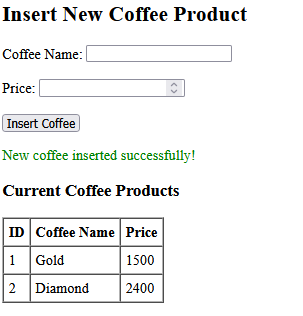 Insert New Coffee Product
Coffee Name:
Price:
Insert Coffee
New coffee inserted successfully!
Current Coffee Products
ID Coffee Name Price
1 Gold 1500
2 Diamond 2400